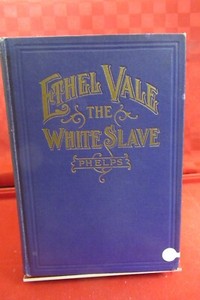 ETHEL VALE
THE
WHITE SLAVE
PHELPS